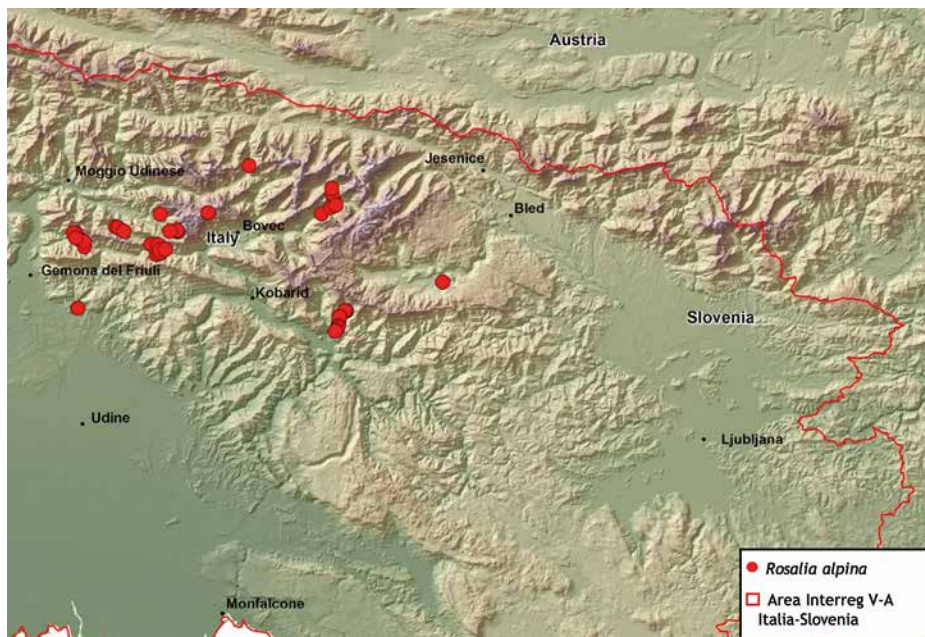 Austria
Jesenice
Moggio Udinese
Bled
Bovec
Italy
Gemona del Friuli
Kobarid
Slovenia
Udine
Ljubljana
Monfalcone
Rosalia alpina
Area Interreg V-A
Italia-Slovenia